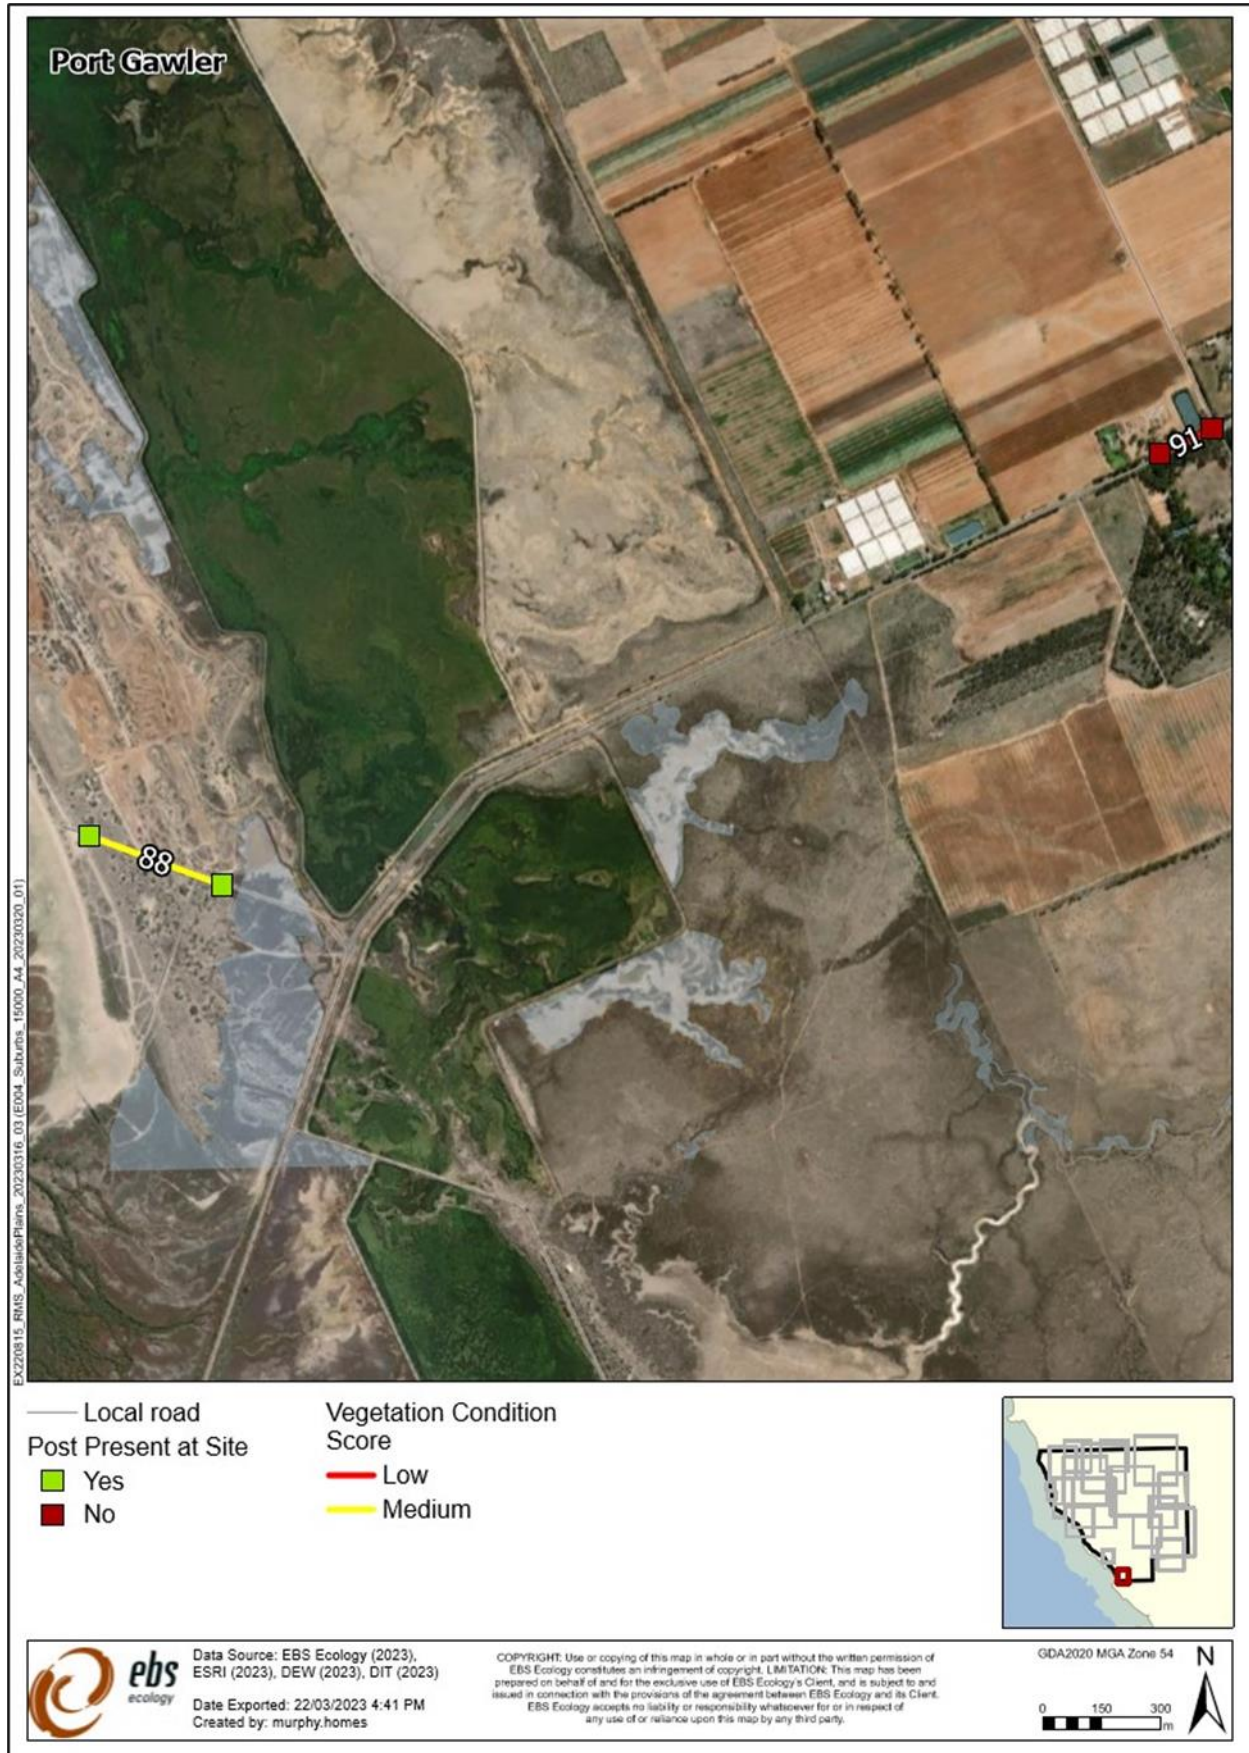 Port Gawler
91
88
EX220815_RMS_AdelaidePlains_20230316_03 (E004_Suburbs_15000_A4_20230320_01)
Local road
Post Present at Site
Yes
No
Vegetation Condition
Score
Low
Medium
ebs
ecology
Data Source: EBS Ecology (2023),
ESRI (2023), DEW (2023), DIT (2023)
Date Exported: 22/03/2023 4:41 PM
Created by: murphy.homes
COPYRIGHT: Use or copying of this map in whole or in part without the written permission of
EBS Ecology constitutes an infringement of copyright. LIMITATION: This map has been
prepared on behalf of and for the exclusive use of EBS Ecology's Client, and is subject to and
issued in connection with the provisions of the agreement between EBS Ecology and its Client.
EBS Ecology accepts no liability or responsibility whatsoever for or in respect of
any use of or reliance upon this map by any third party.
GDA2020 MGA Zone 54
N
0 150 300
m